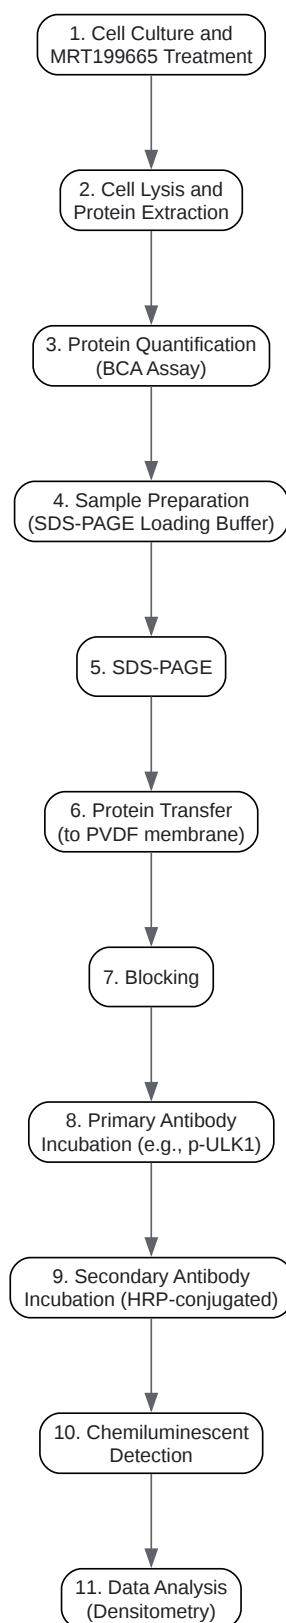 1. Cell Culture and
MRT199665 Treatment
2. Cell Lysis and
Protein Extraction
3. Protein Quantification
(BCA Assay)
4. Sample Preparation
(SDS-PAGE Loading Buffer)
5. SDS-PAGE
6. Protein Transfer
(to PVDF membrane)
7. Blocking
8. Primary Antibody
Incubation (e.g., p-ULK1)
9. Secondary Antibody
Incubation (HRP-conjugated)
10. Chemiluminescent
Detection
11. Data Analysis
(Densitometry)